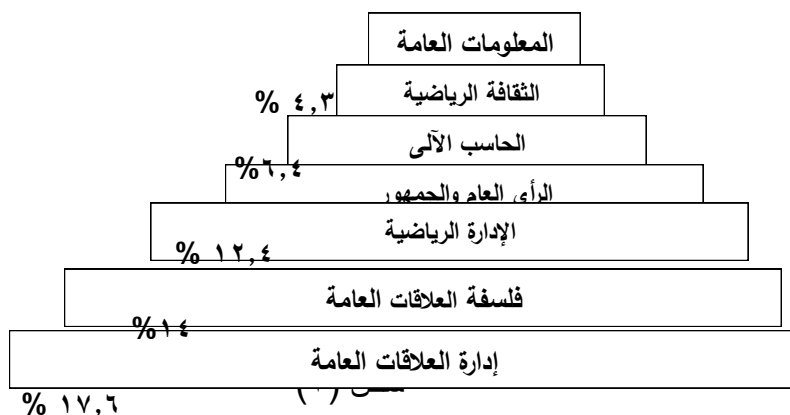 المعلومات العامة
الثقافة الرياضية
% ٤,٣
الحاسب الآلى
%٦,٤
الرأى العام والجمهور
الإدارة الرياضية
% ١٢,٤
فلسفة العلاقات العامة
%١٤
إدارة العلاقات العامة
% ١٧,٦